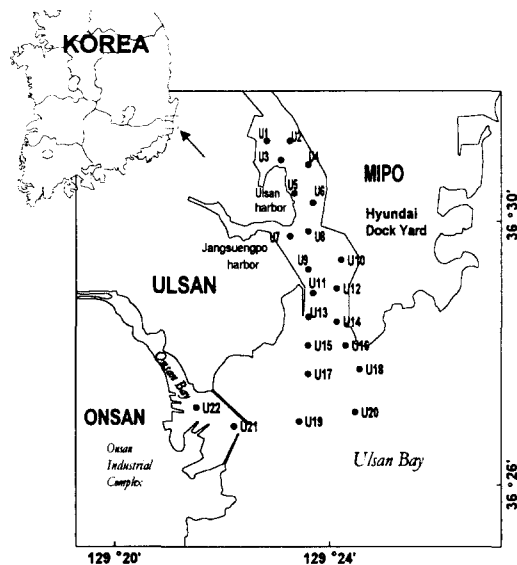 KOREA
U1
U2
U3
U4
U5
Ulsan
harbor
U6
MIPO
Hyundai
Dock Yard
U7
U8
Jangsuengpo
harbor
U9
U10
ULSAN
U11
U12
U13
U14
U15
U16
U17
U18
Onsan Bay
U22
U19
U20
ONSAN
U21
Onsan
Industrial
Complex
Ulsan Bay
36 °30'
36 °26'
129 °20'
129 °24'